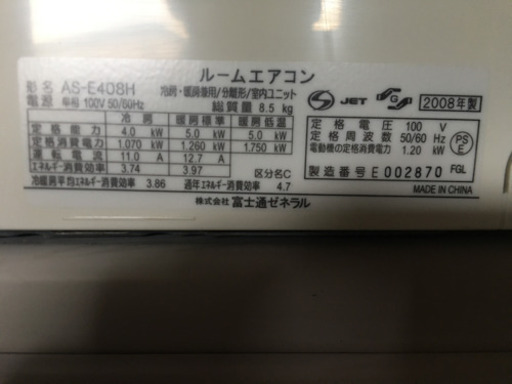 ルームエアコン
形名 AS-E408H 冷房・暖房兼用/分離形/室内ユニット
電源 単相 100V 50/60Hz 総質量 8.5 kg
冷房 暖房標準 暖房低温
定格能力 4.0 kW 5.0 kW 5.0 kW
定格消費電力 1.070 kW 1.260 kW 1.750 kW
運転電流 11.0 A 12.7 A
エネルギー消費効率 3.74 3.97
冷暖房平均エネルギー消費効率 3.86 区分名C 通年エネルギー消費効率 4.7
JET
2008年製
定格電圧 100 V
定格周波数 50/60 Hz
電動機の定格消費電力 1.20 kW
PS E
製造番号 E 002870 FGL
MADE IN CHINA
株式会社 富士通ゼネラル